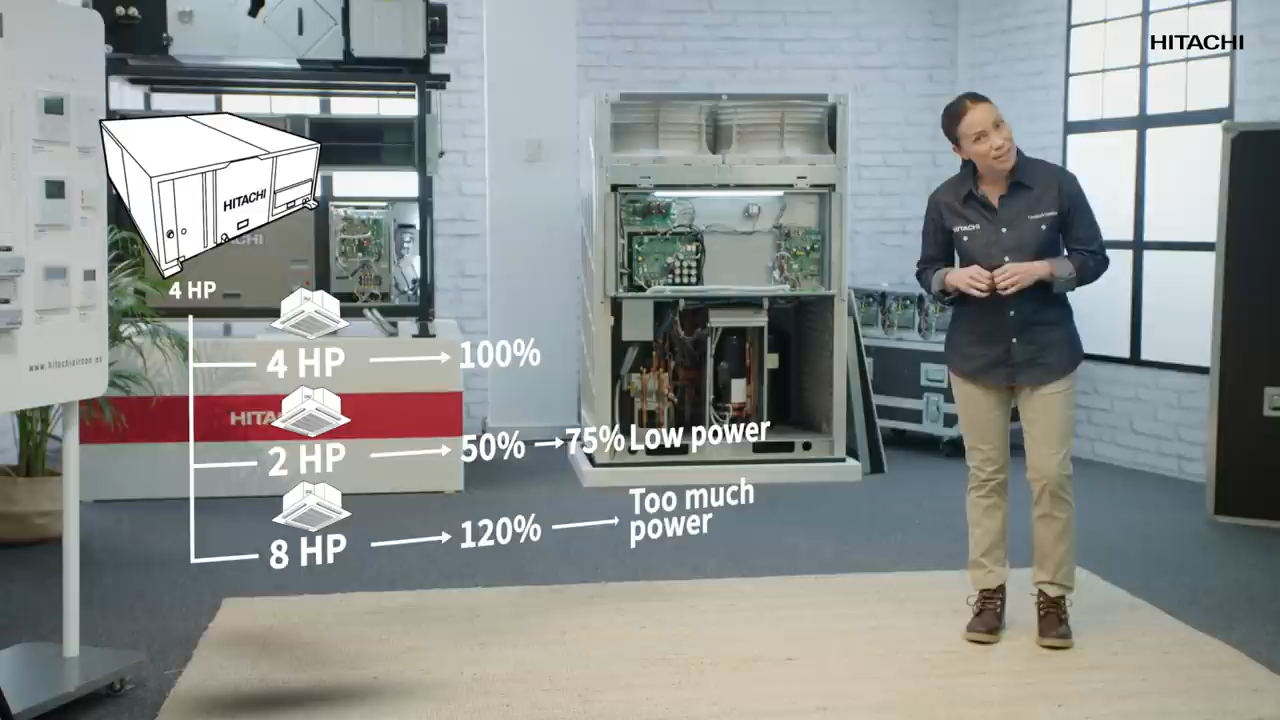 HITACHI
HITACHI
4 HP
4 HP → 100%
2 HP → 50% → 75% Low power
8 HP → 120% → Too much
power
HITACHI
www.hitachiaircon.es